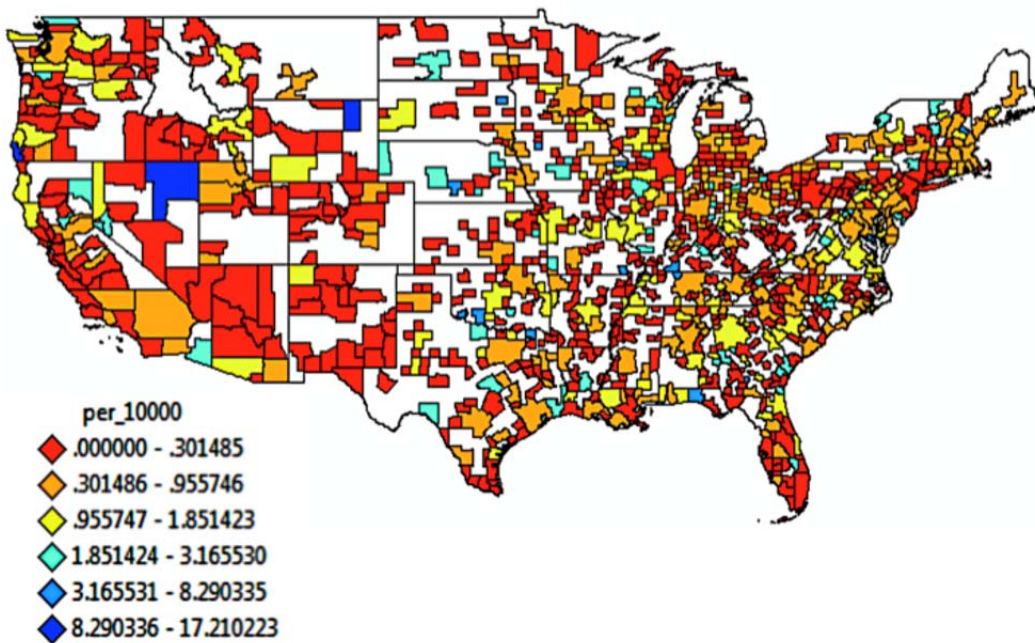 per_10000
.000000 - .301485
.301486 - .955746
.955747 - 1.851423
1.851424 - 3.165530
3.165531 - 8.290335
8.290336 - 17.210223